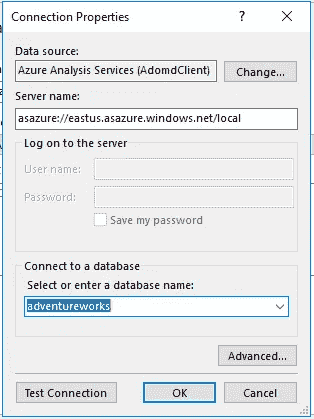 Connection Properties ? ×
Data source:
Azure Analysis Services (AdomdClient) Change...
Server name:
asazure://eastus.asazure.windows.net/local
Log on to the server
User name:
Password:
Save my password
Connect to a database
Select or enter a database name:
adventureworks
Advanced...
Test Connection OK Cancel